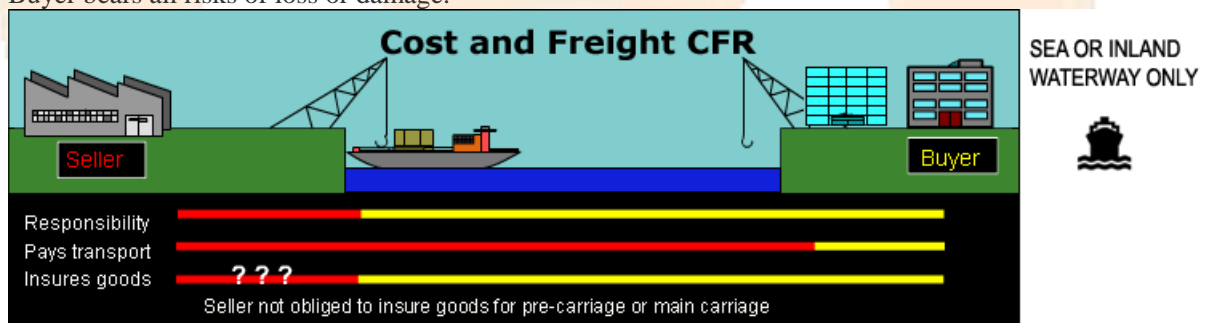 Buyer bears all risks of loss or damage.
Cost and Freight CFR
SEA OR INLAND
WATERWAY ONLY
Seller
Buyer
Responsibility
Pays transport
Insures goods
? ? ?
Seller not obliged to insure goods for pre-carriage or main carriage